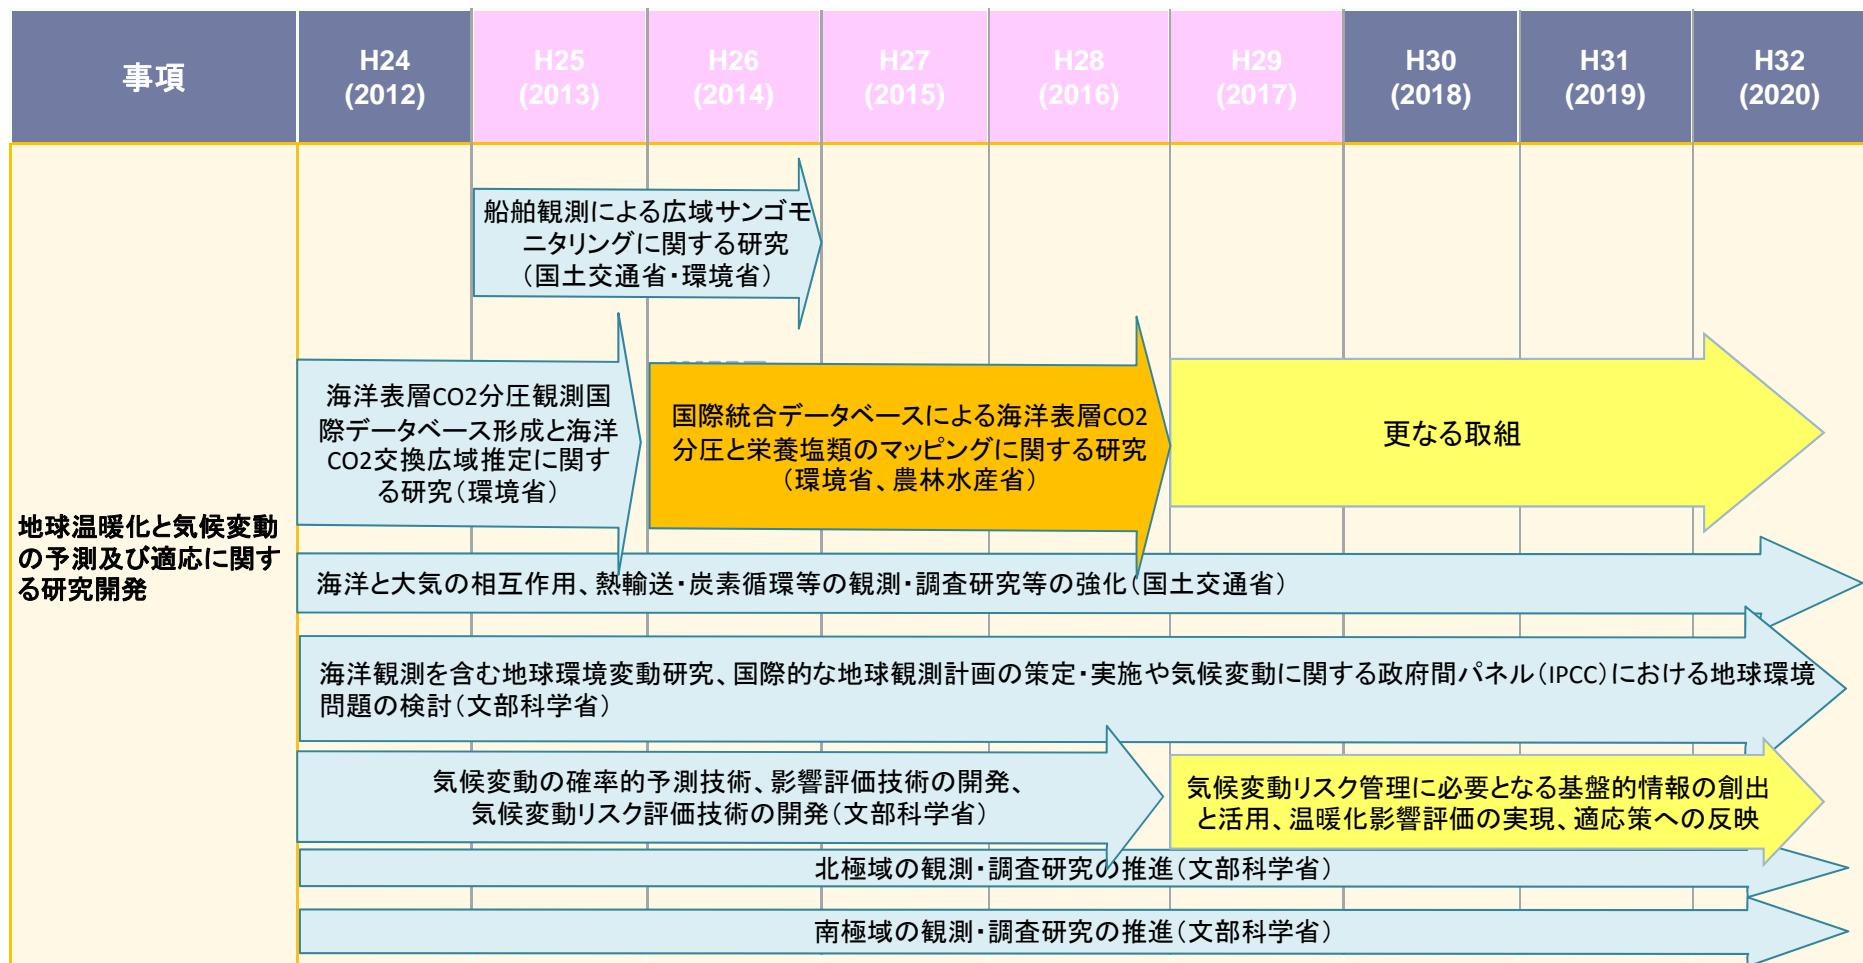 事項
H24
(2012)
H25
(2013)
H26
(2014)
H27
(2015)
H28
(2016)
H29
(2017)
H30
(2018)
H31
(2019)
H32
(2020)
地球温暖化と気候変動
の予測及び適応に関す
る研究開発
船舶観測による広域サンゴモ
ニタリングに関する研究
（国土交通省・環境省）
海洋表層CO2分圧観測国
際データベース形成と海洋
CO2交換広域推定に関す
る研究（環境省）
国際統合データベースによる海洋表層CO2
分圧と栄養塩類のマッピングに関する研究
（環境省、農林水産省）
更なる取組
海洋と大気の相互作用、熱輸送・炭素循環等の観測・調査研究等の強化（国土交通省）
海洋観測を含む地球環境変動研究、国際的な地球観測計画の策定・実施や気候変動に関する政府間パネル（IPCC）における地球環境
問題の検討（文部科学省）
気候変動の確率的予測技術、影響評価技術の開発、
気候変動リスク評価技術の開発（文部科学省）
気候変動リスク管理に必要となる基盤的情報の創出
と活用、温暖化影響評価の実現、適応策への反映
北極域の観測・調査研究の推進（文部科学省）
南極域の観測・調査研究の推進（文部科学省）